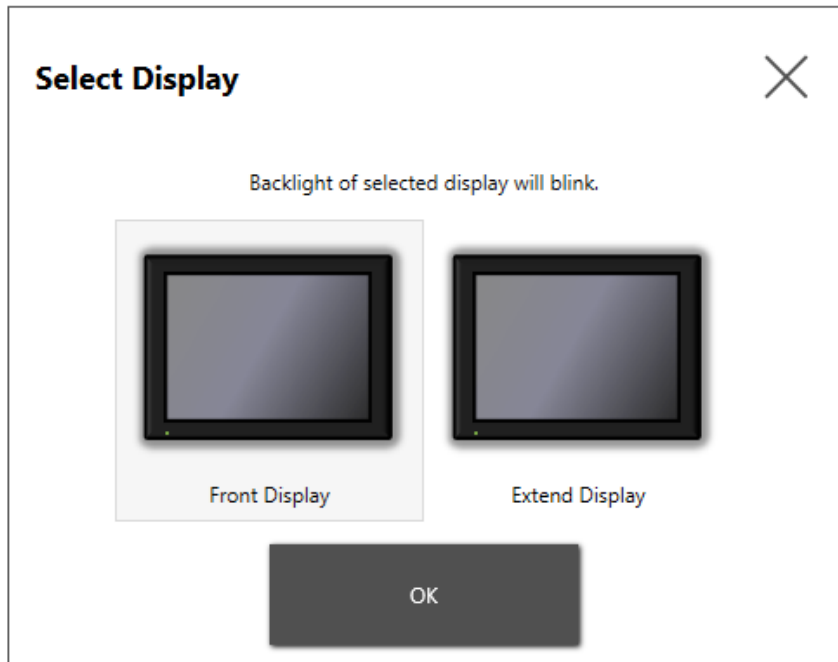 Select Display
Backlight of selected display will blink.
Front Display
Extend Display
OK